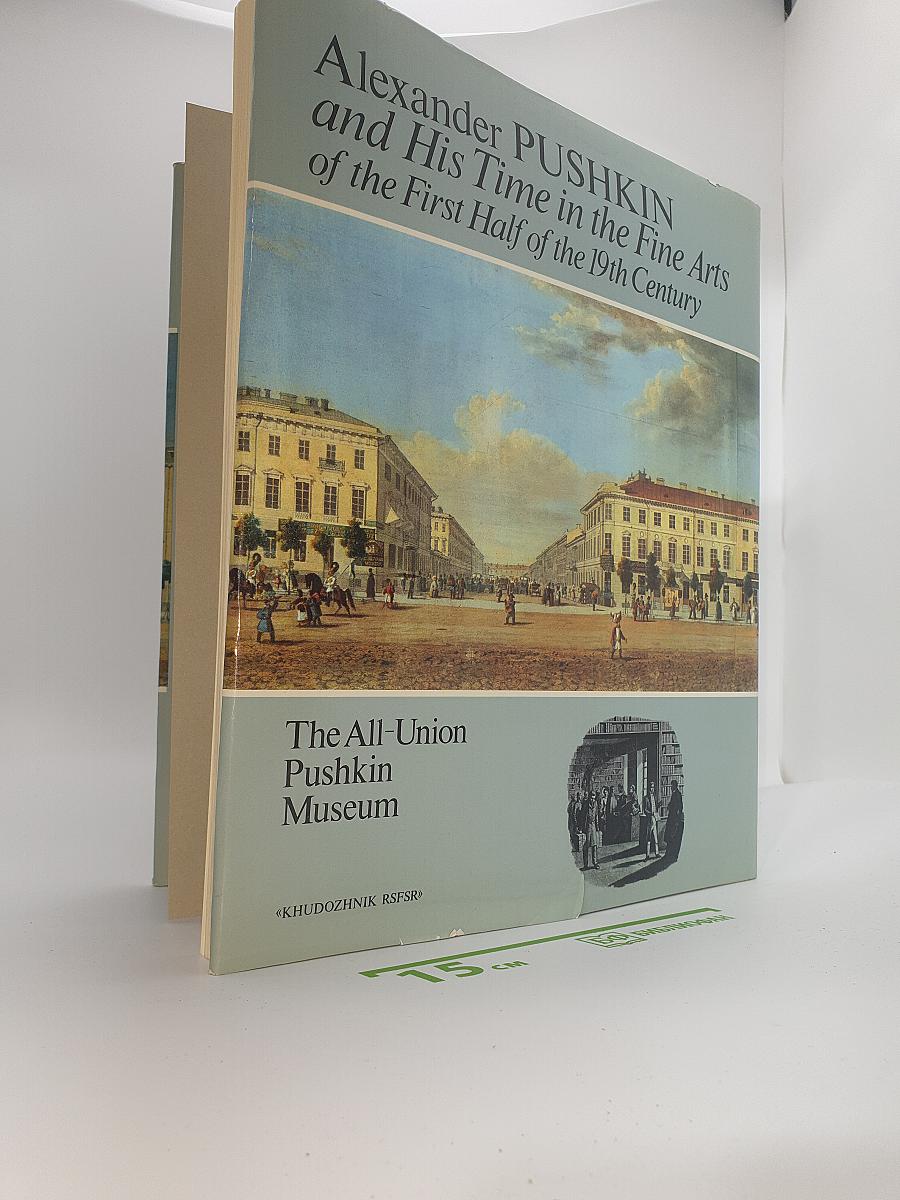 Alexander PUSHKIN
and His Time in the Fine Arts
of the First Half of the 19th Century
The All-Union
Pushkin
Museum
«KHUDOZHNIK RSFSR»
15 см
БИБЛИОФАН